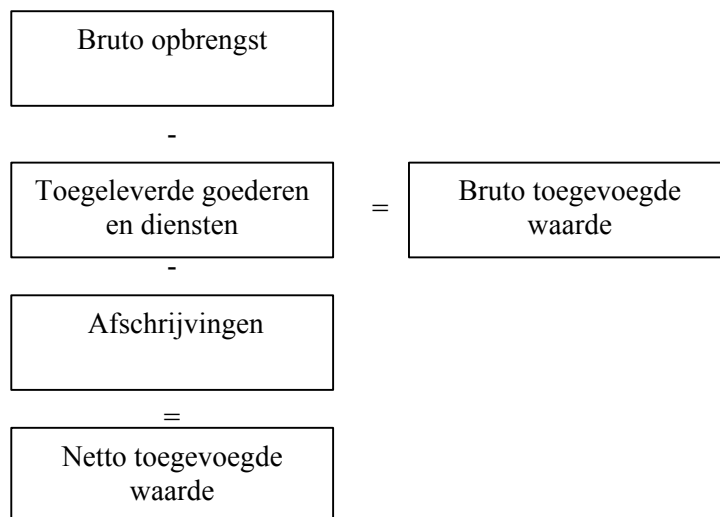 Bruto opbrengst
-
Toegeleverde goederen
en diensten
=
Bruto toegevoegde
waarde
-
Afschrijvingen
=
Netto toegevoegde
waarde